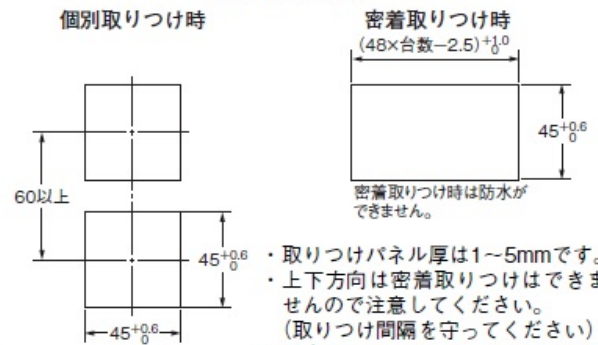 個別取りつけ時
密着取りつけ時
(48×台数−2.5)+1.0 0
45+0.6 0
密着取りつけ時は防水が
できません。
60以上
45+0.6 0
45+0.6 0
・取りつけパネル厚は1～5mmです。
・上下方向は密着取りつけはできま
せんので注意してください。
(取りつけ間隔を守ってください)